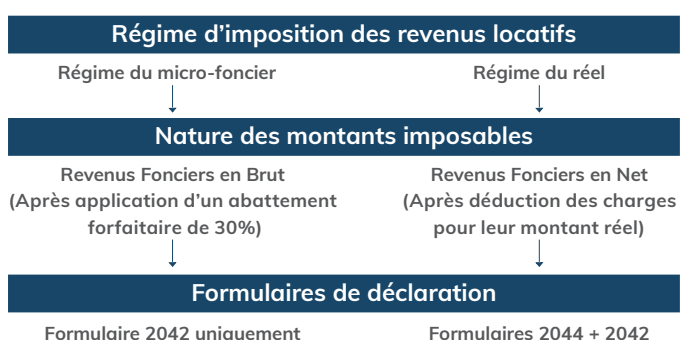 Régime d’imposition des revenus locatifs
Régime du micro-foncier
Régime du réel
Nature des montants imposables
Revenus Fonciers en Brut
(Après application d’un abattement
forfaitaire de 30%)
Revenus Fonciers en Net
(Après déduction des charges
pour leur montant réel)
Formulaires de déclaration
Formulaire 2042 uniquement
Formulaires 2044 + 2042